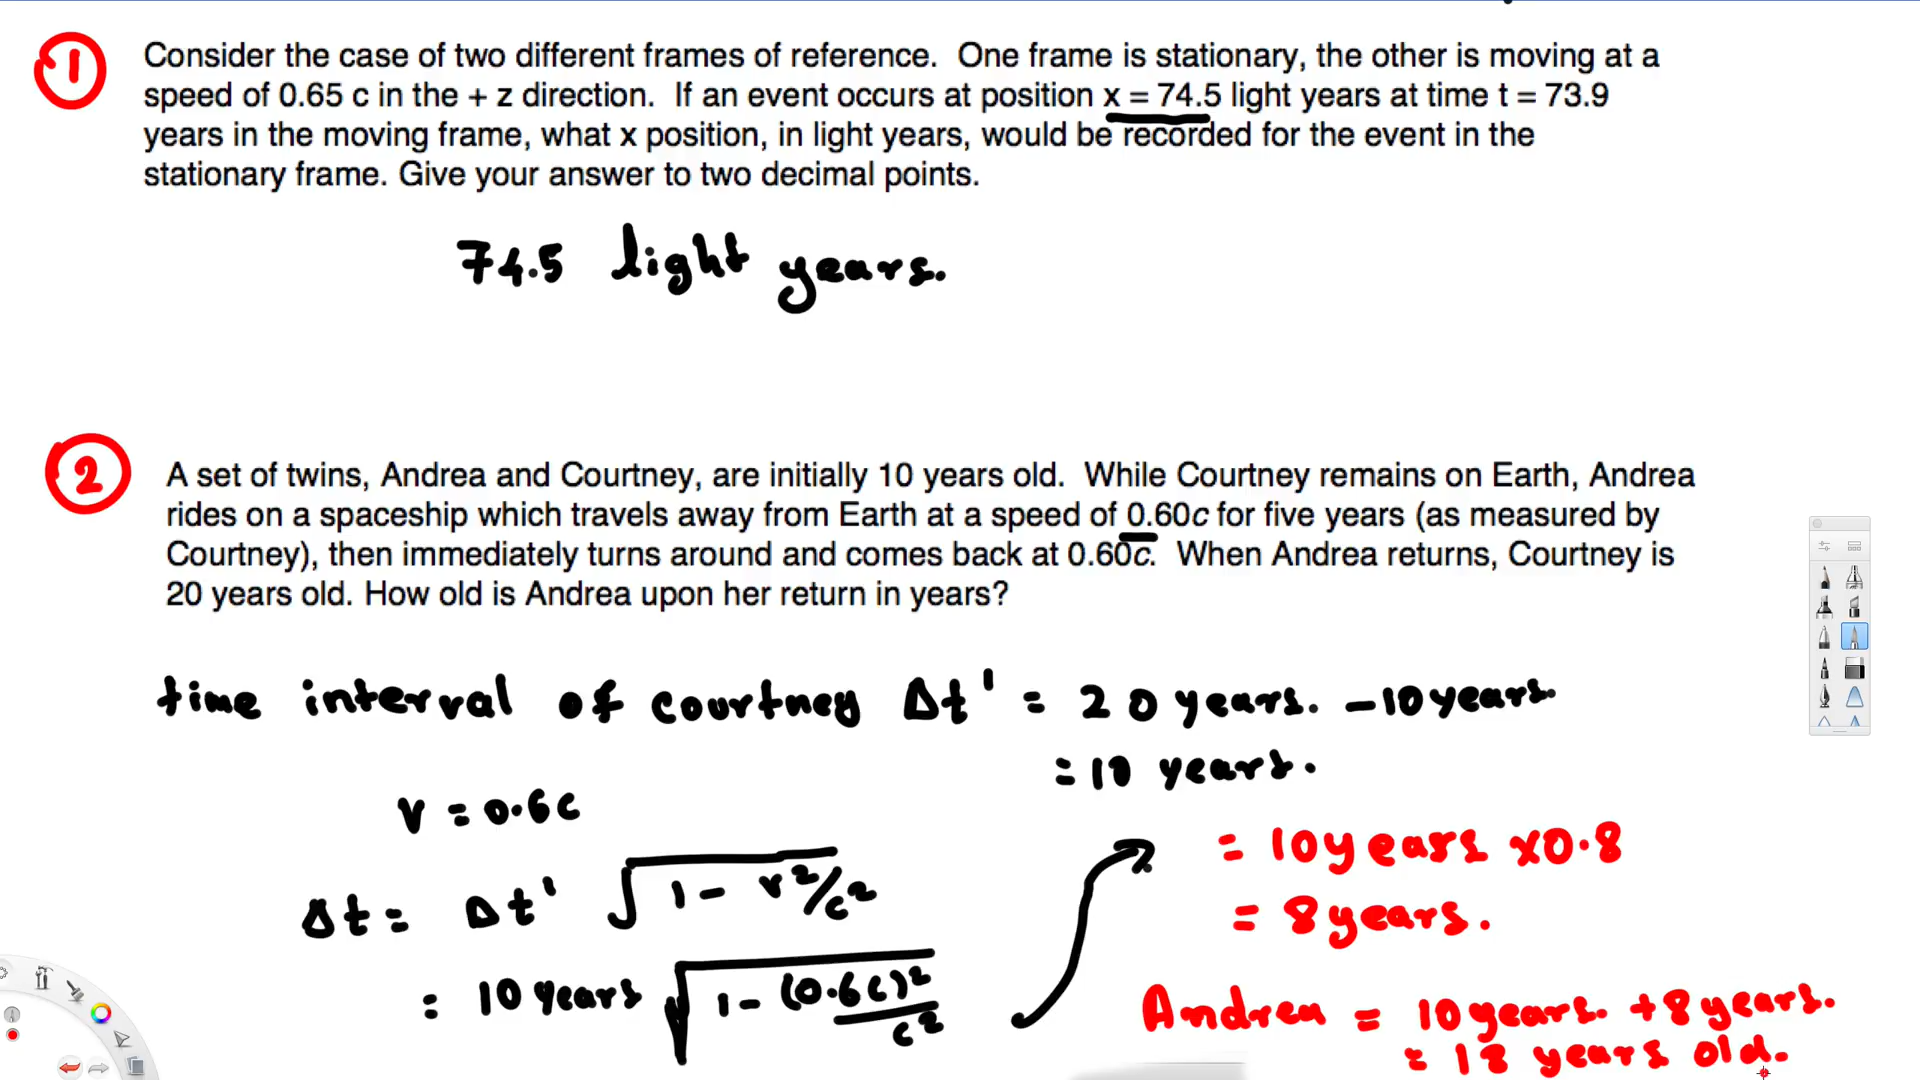 1
Consider the case of two different frames of reference. One frame is stationary, the other is moving at a
speed of 0.65 c in the + z direction. If an event occurs at position x = 74.5 light years at time t = 73.9
years in the moving frame, what x position, in light years, would be recorded for the event in the
stationary frame. Give your answer to two decimal points.
74.5 light years.
2
A set of twins, Andrea and Courtney, are initially 10 years old. While Courtney remains on Earth, Andrea
rides on a spaceship which travels away from Earth at a speed of 0.60c for five years (as measured by
Courtney), then immediately turns around and comes back at 0.60c. When Andrea returns, Courtney is
20 years old. How old is Andrea upon her return in years?
time interval of courtney Δt' = 20 years. - 10 years.
= 10 years.
v = 0.6c
Δt = Δt' √1 - v²/c²
= 10 years √1 - (0.6c)²/c²
= 10 years x0.8
= 8 years.
Andrea = 10 years. + 8 years.
= 18 years old.